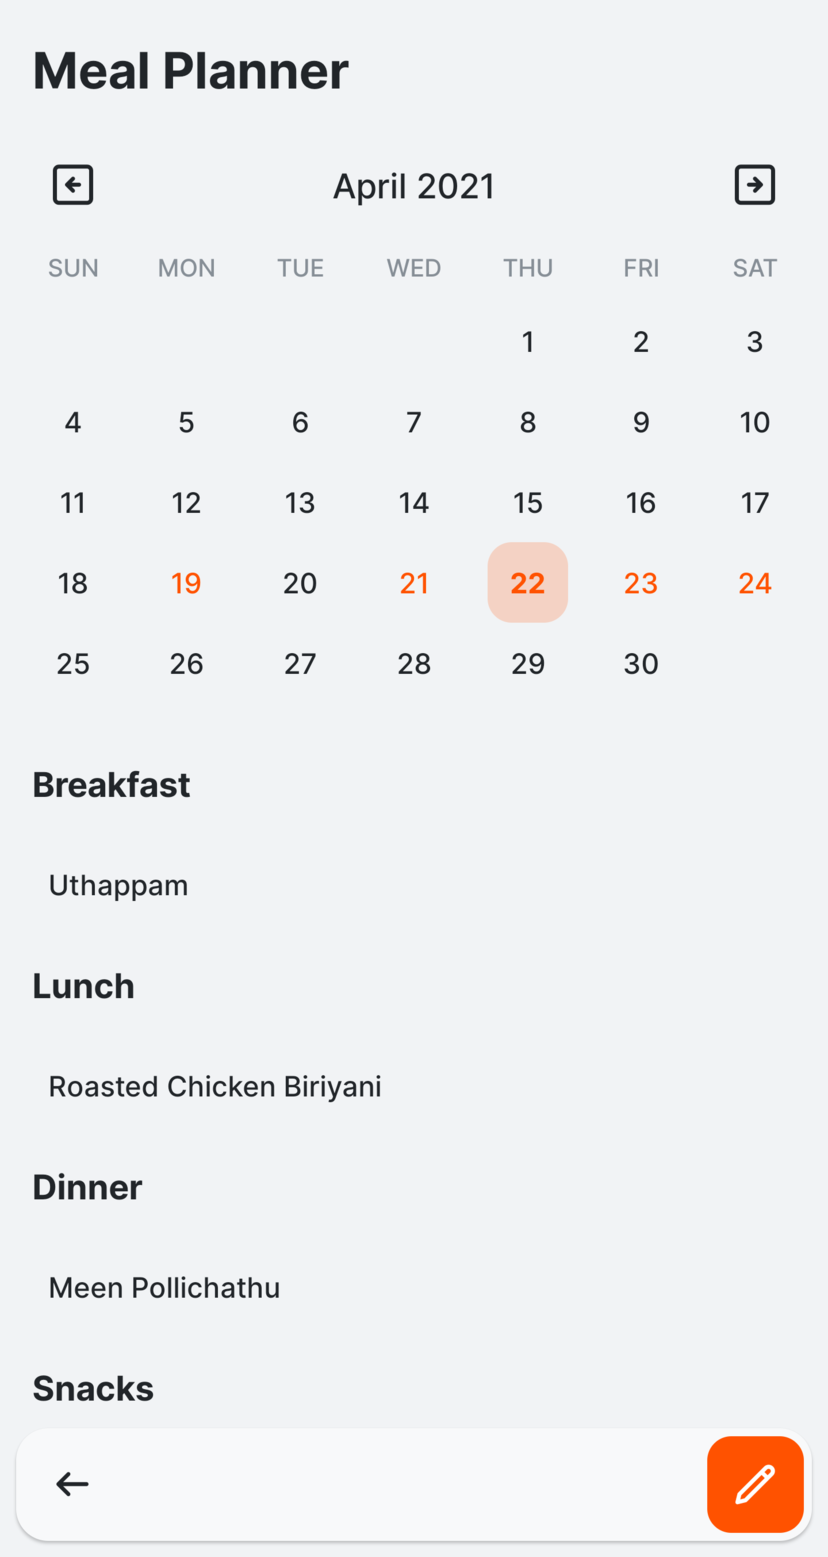 Meal Planner
April 2021
SUN MON TUE WED THU FRI SAT
1 2 3
4 5 6 7 8 9 10
11 12 13 14 15 16 17
18 19 20 21 22 23 24
25 26 27 28 29 30
Breakfast
Uthappam
Lunch
Roasted Chicken Biriyani
Dinner
Meen Pollichathu
Snacks